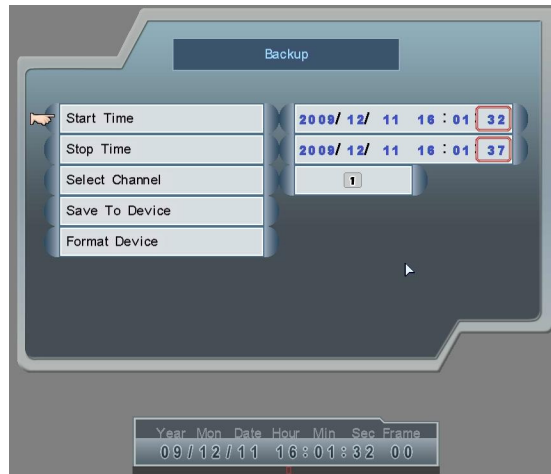 Backup
Start Time 2009/ 12/ 11 16 : 01 : 32
Stop Time 2009/ 12/ 11 16 : 01 : 37
Select Channel 1
Save To Device
Format Device
Year Mon Date Hour Min Sec Frame
09/12/11 16:01:32 00